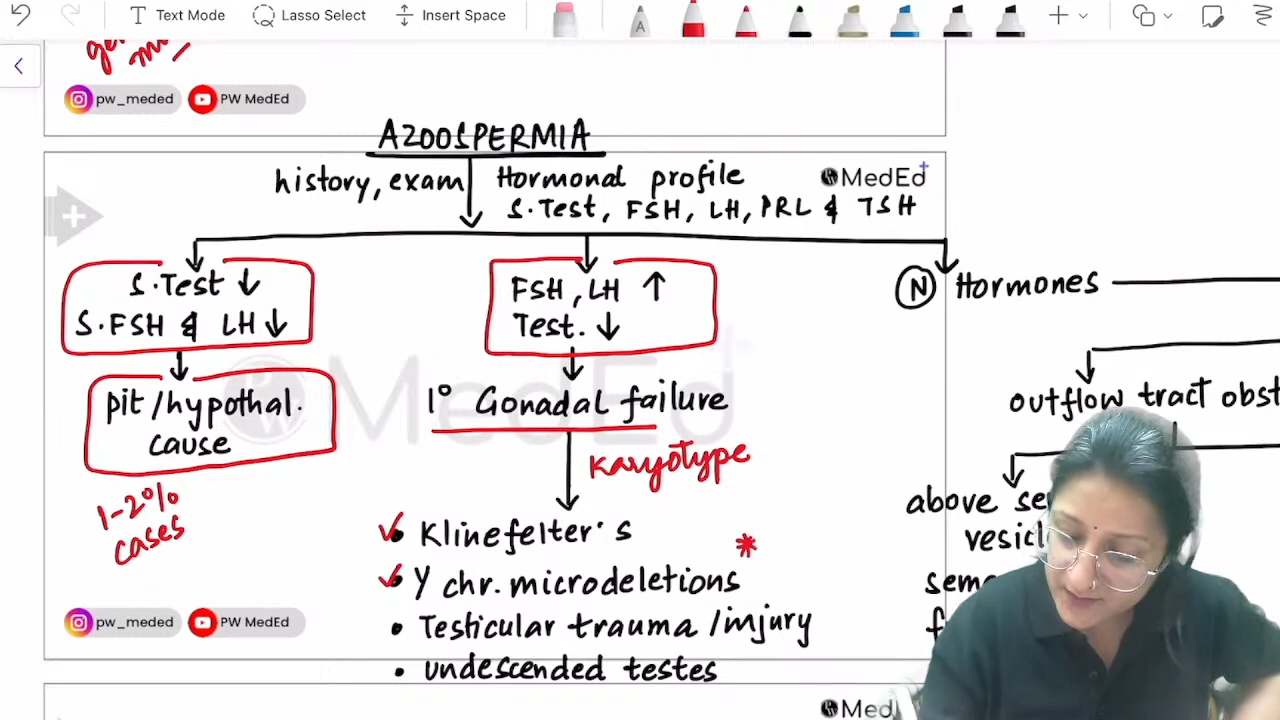 Text Mode
Lasso Select
Insert Space
pw_meded
PW MedEd
AZOOSPERMIA
history, exam
Hormonal profile
S.Test, FSH, LH, PRL & TSH
MedEd
S.Test ↓
S.FSH & LH ↓
pit/hypothal.
cause
1-2%
cases
FSH, LH ↑
Test. ↓
1° Gonadal failure
Karyotype
• Klinefelter's
• Y chr. microdeletions *
• Testicular trauma/injury
• undescended testes
N Hormones
outflow tract obst
above
MedEd
pw_meded
PW MedEd